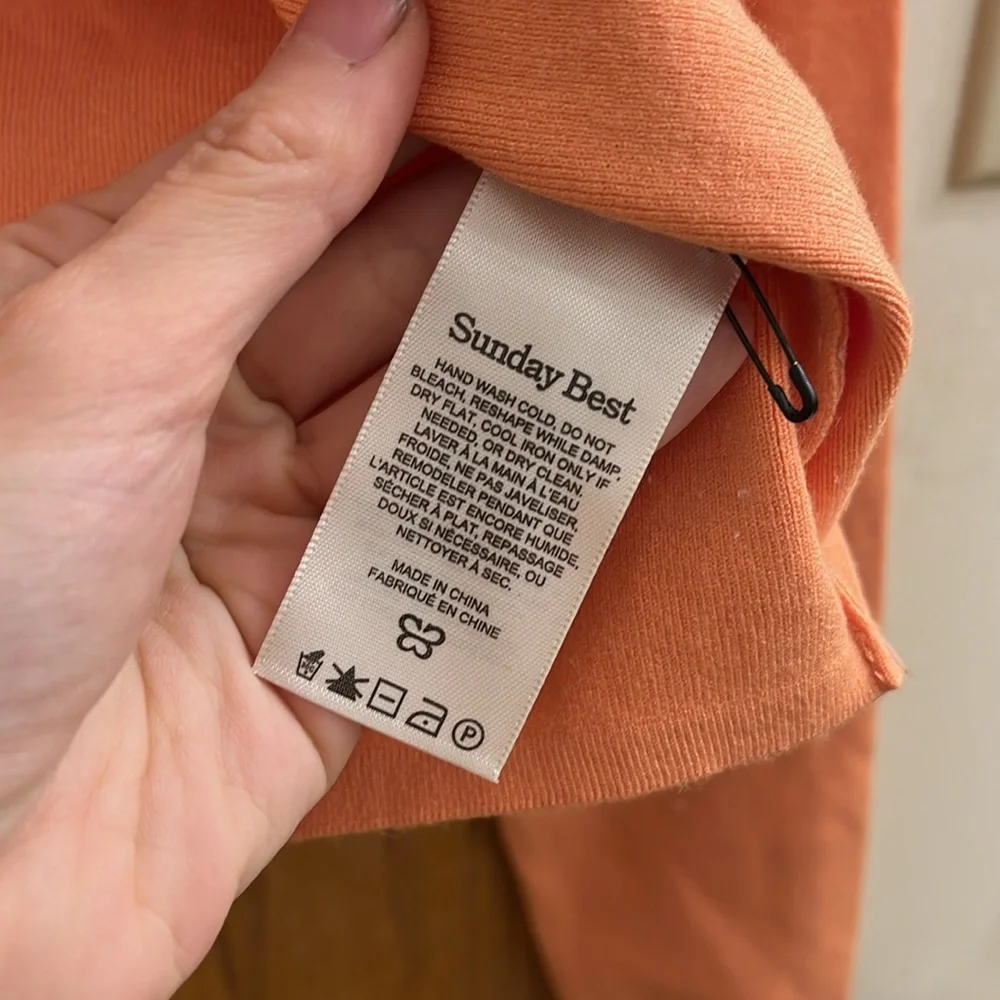 Sunday Best
HAND WASH COLD, DO NOT
BLEACH, RESHAPE WHILE DAMP,
DRY FLAT, COOL IRON ONLY IF
NEEDED, OR DRY CLEAN.
LAVER À LA MAIN À L'EAU
FROIDE, NE PAS JAVELISER,
REMODELER PENDANT QUE
L'ARTICLE EST ENCORE HUMIDE,
SÉCHER À PLAT, REPASSAGE
DOUX SI NÉCESSAIRE, OU
NETTOYER À SEC.
MADE IN CHINA
FABRIQUÉ EN CHINE
P